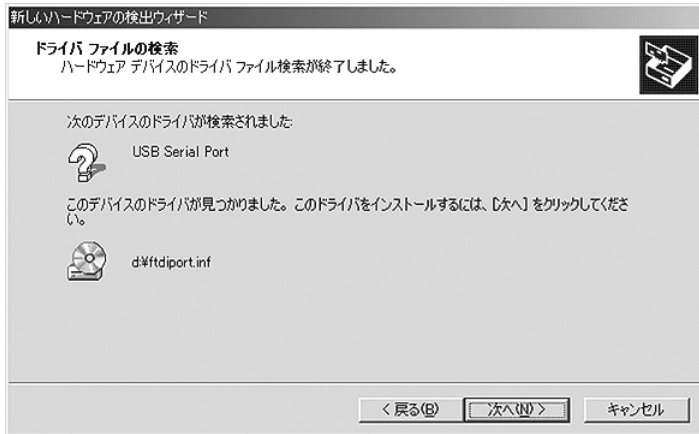 新しいハードウェアの検出ウィザード
ドライバ ファイルの検索
ハードウェア デバイスのドライバ ファイル検索が終了しました。
次のデバイスのドライバが検索されました:
USB Serial Port
このデバイスのドライバが見つかりました。このドライバをインストールするには、[次へ] をクリックしてくださ
い。
d:¥ftdiport.inf
< 戻る(B)
次へ(N) >
キャンセル